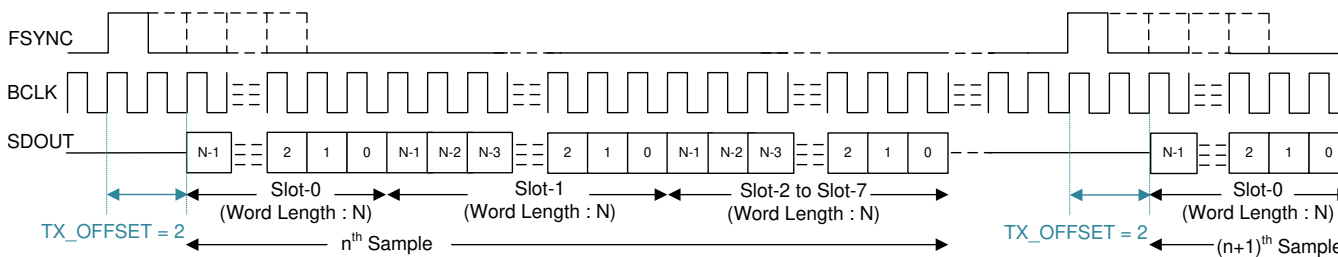 FSYNC
BCLK
SDOUT
N-1 2 1 0 N-1 N-2 N-3 2 1 0 N-1 N-2 N-3 2 1 0 N-1 2 1 0
Slot-0 Slot-1 Slot-2 to Slot-7 Slot-0
(Word Length : N) (Word Length : N) (Word Length : N) (Word Length : N)
TX_OFFSET = 2 TX_OFFSET = 2
nth Sample (n+1)th Sample